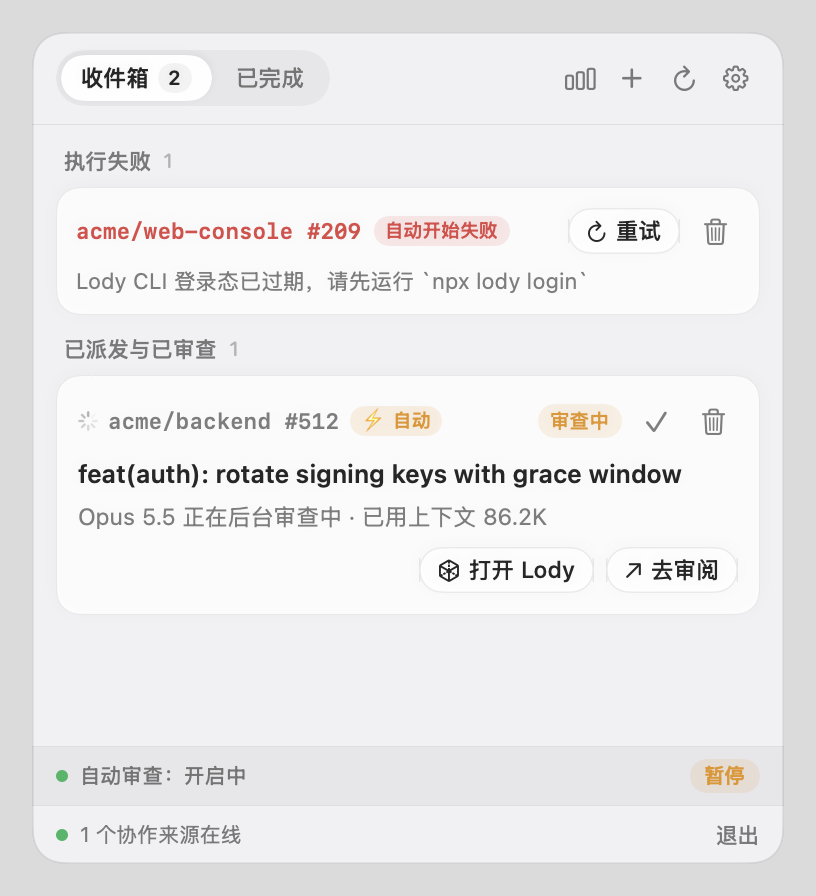 收件箱 2 已完成
执行失败 1
acme/web-console #209 自动开始失败 重试
Lody CLI 登录态已过期，请先运行 `npx lody login`
已派发与已审查 1
acme/backend #512 ⚡ 自动 审查中
feat(auth): rotate signing keys with grace window
Opus 5.5 正在后台审查中 · 已用上下文 86.2K
打开 Lody 去审阅
自动审查：开启中 暂停
1 个协作来源在线 退出